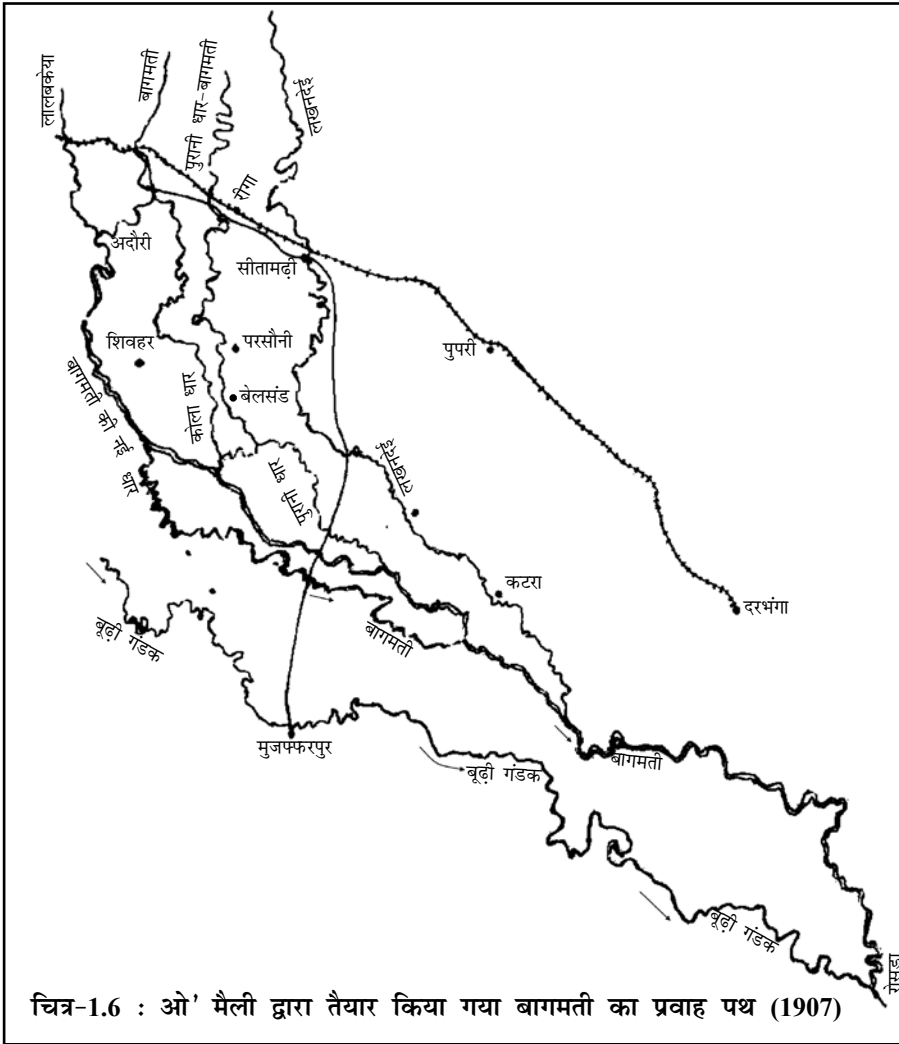 लालबकेया
बागमती
पुरानी धार-बागमती
लखनदेई
रीगा
अदौरी
सीतामढ़ी
शिवहर
परसौनी
पुपरी
बेलसंड
कोला धार
बागमती की नई धार
पुरानी धार
लखनदेई
कटरा
दरभंगा
बूढ़ी गंडक
बागमती
मुजफ्फरपुर
बागमती
बूढ़ी गंडक
बूढ़ी गंडक
रोसड़ा
चित्र-1.6 : ओ' मैली द्वारा तैयार किया गया बागमती का प्रवाह पथ (1907)